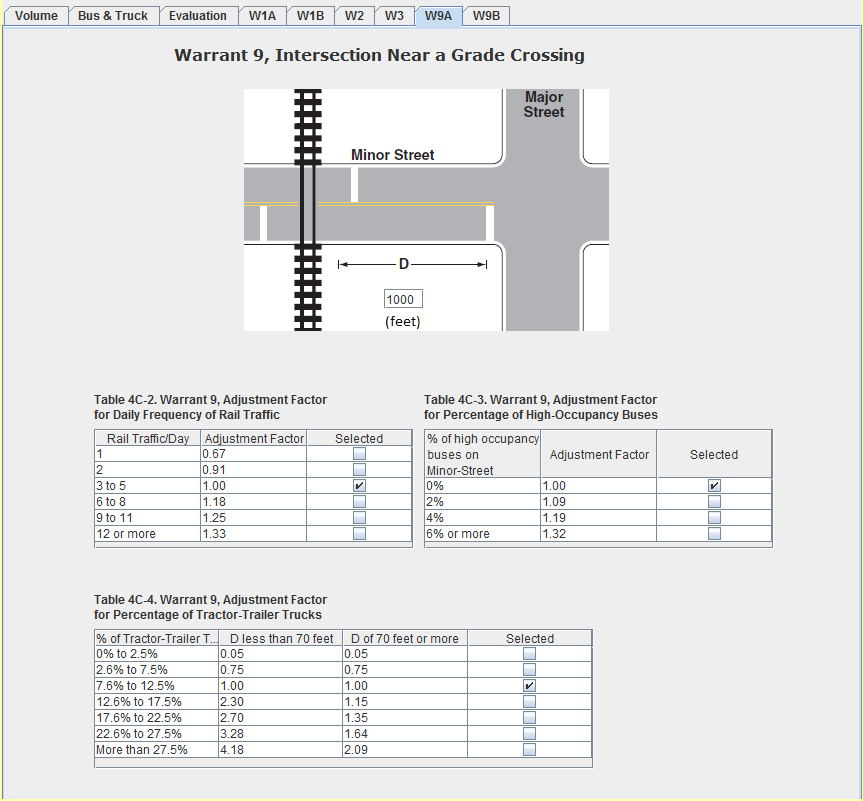 Volume Bus & Truck Evaluation W1A W1B W2 W3 W9A W9B
Warrant 9, Intersection Near a Grade Crossing
Major
Street
Minor Street
D
1000
(feet)
Table 4C-2. Warrant 9, Adjustment Factor
for Daily Frequency of Rail Traffic
Rail Traffic/Day Adjustment Factor Selected
1 0.67
2 0.91
3 to 5 1.00
6 to 8 1.18
9 to 11 1.25
12 or more 1.33
Table 4C-3. Warrant 9, Adjustment Factor
for Percentage of High-Occupancy Buses
% of high occupancy
buses on
Minor-Street
Adjustment Factor Selected
0% 1.00
2% 1.09
4% 1.19
6% or more 1.32
Table 4C-4. Warrant 9, Adjustment Factor
for Percentage of Tractor-Trailer Trucks
% of Tractor-Trailer T... D less than 70 feet D of 70 feet or more Selected
0% to 2.5% 0.05 0.05
2.6% to 7.5% 0.75 0.75
7.6% to 12.5% 1.00 1.00
12.6% to 17.5% 2.30 1.15
17.6% to 22.5% 2.70 1.35
22.6% to 27.5% 3.28 1.64
More than 27.5% 4.18 2.09